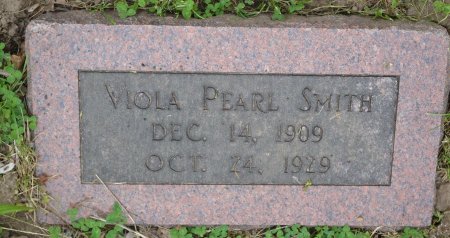 VIOLA PEARL SMITH
DEC. 14, 1909
OCT. 24, 1929